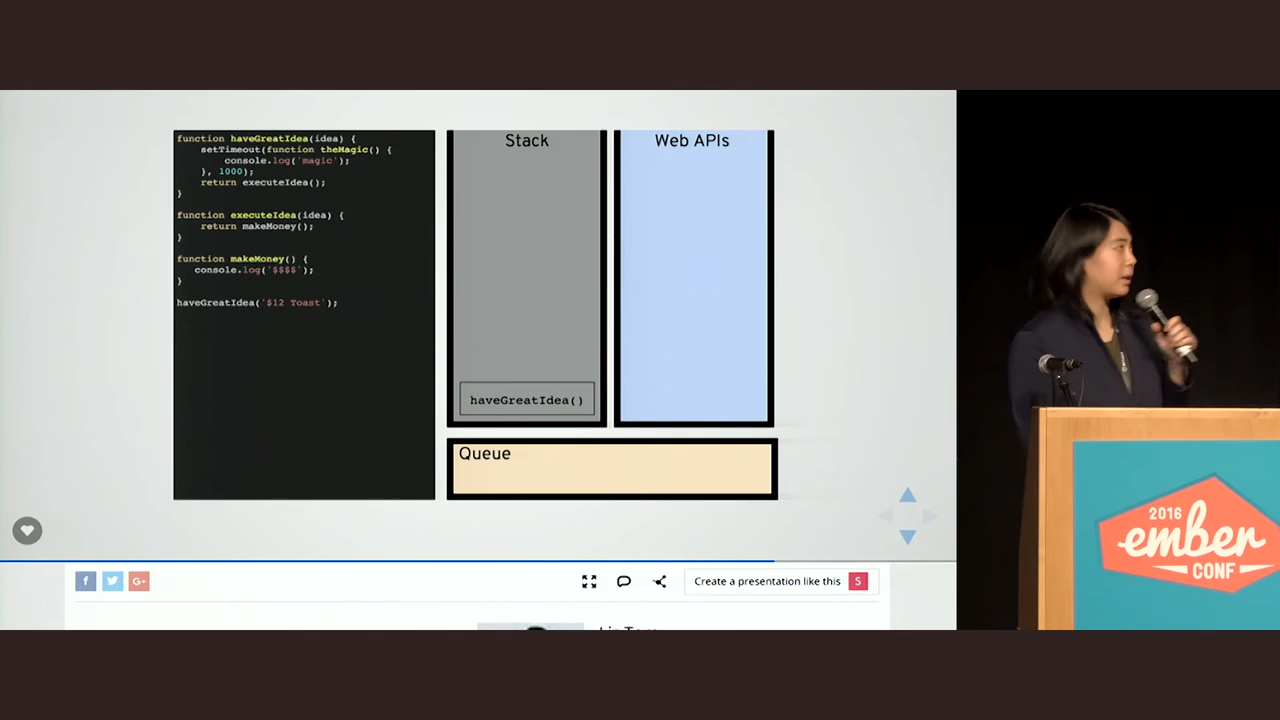 function haveGreatIdea(idea) {
    setTimeout(function theMagic() {
        console.log('magic');
    }, 1000);
    return executeIdea();
}
function executeIdea(idea) {
    return makeMoney();
}
function makeMoney() {
   console.log('$$$$');
}
haveGreatIdea('$12 Toast');
Stack
haveGreatIdea()
Web APIs
Queue
f
G+
Create a presentation like this S
2016
ember
CONF